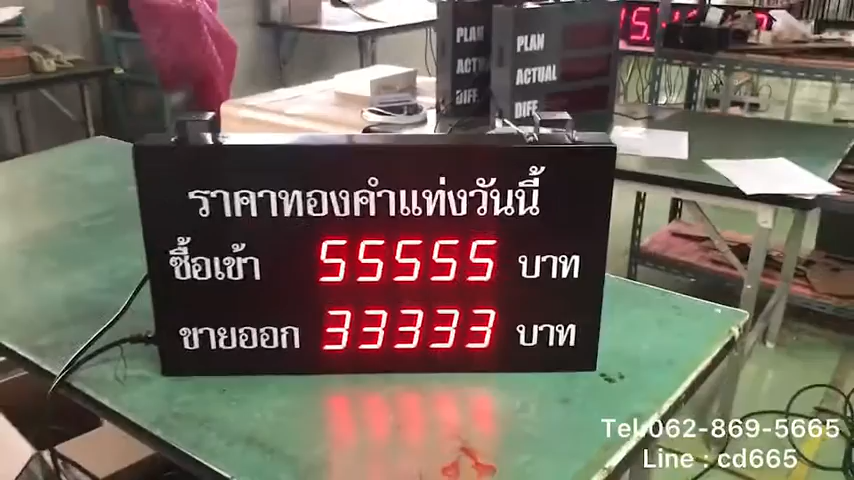 PLAN
ACTUAL
DIFF
PLAN
ACTUAL
DIFF
ราคาทองคำแท่งวันนี้
ซื้อเข้า 55555 บาท
ขายออก 33333 บาท
Tel.062-869-5665
Line : cd665